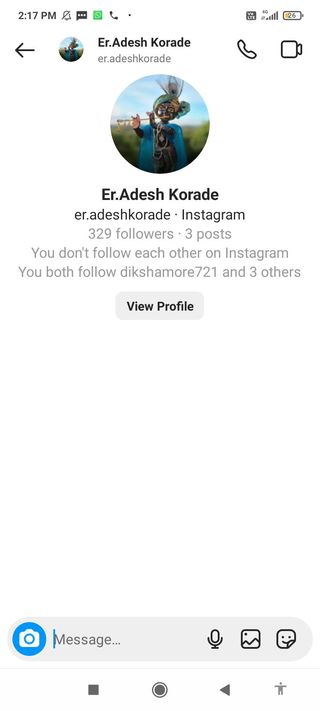 2:17 PM
4G
26
Er.Adesh Korade
er.adeshkorade
Er.Adesh Korade
er.adeshkorade · Instagram
329 followers · 3 posts
You don't follow each other on Instagram
You both follow dikshamore721 and 3 others
View Profile
Message...